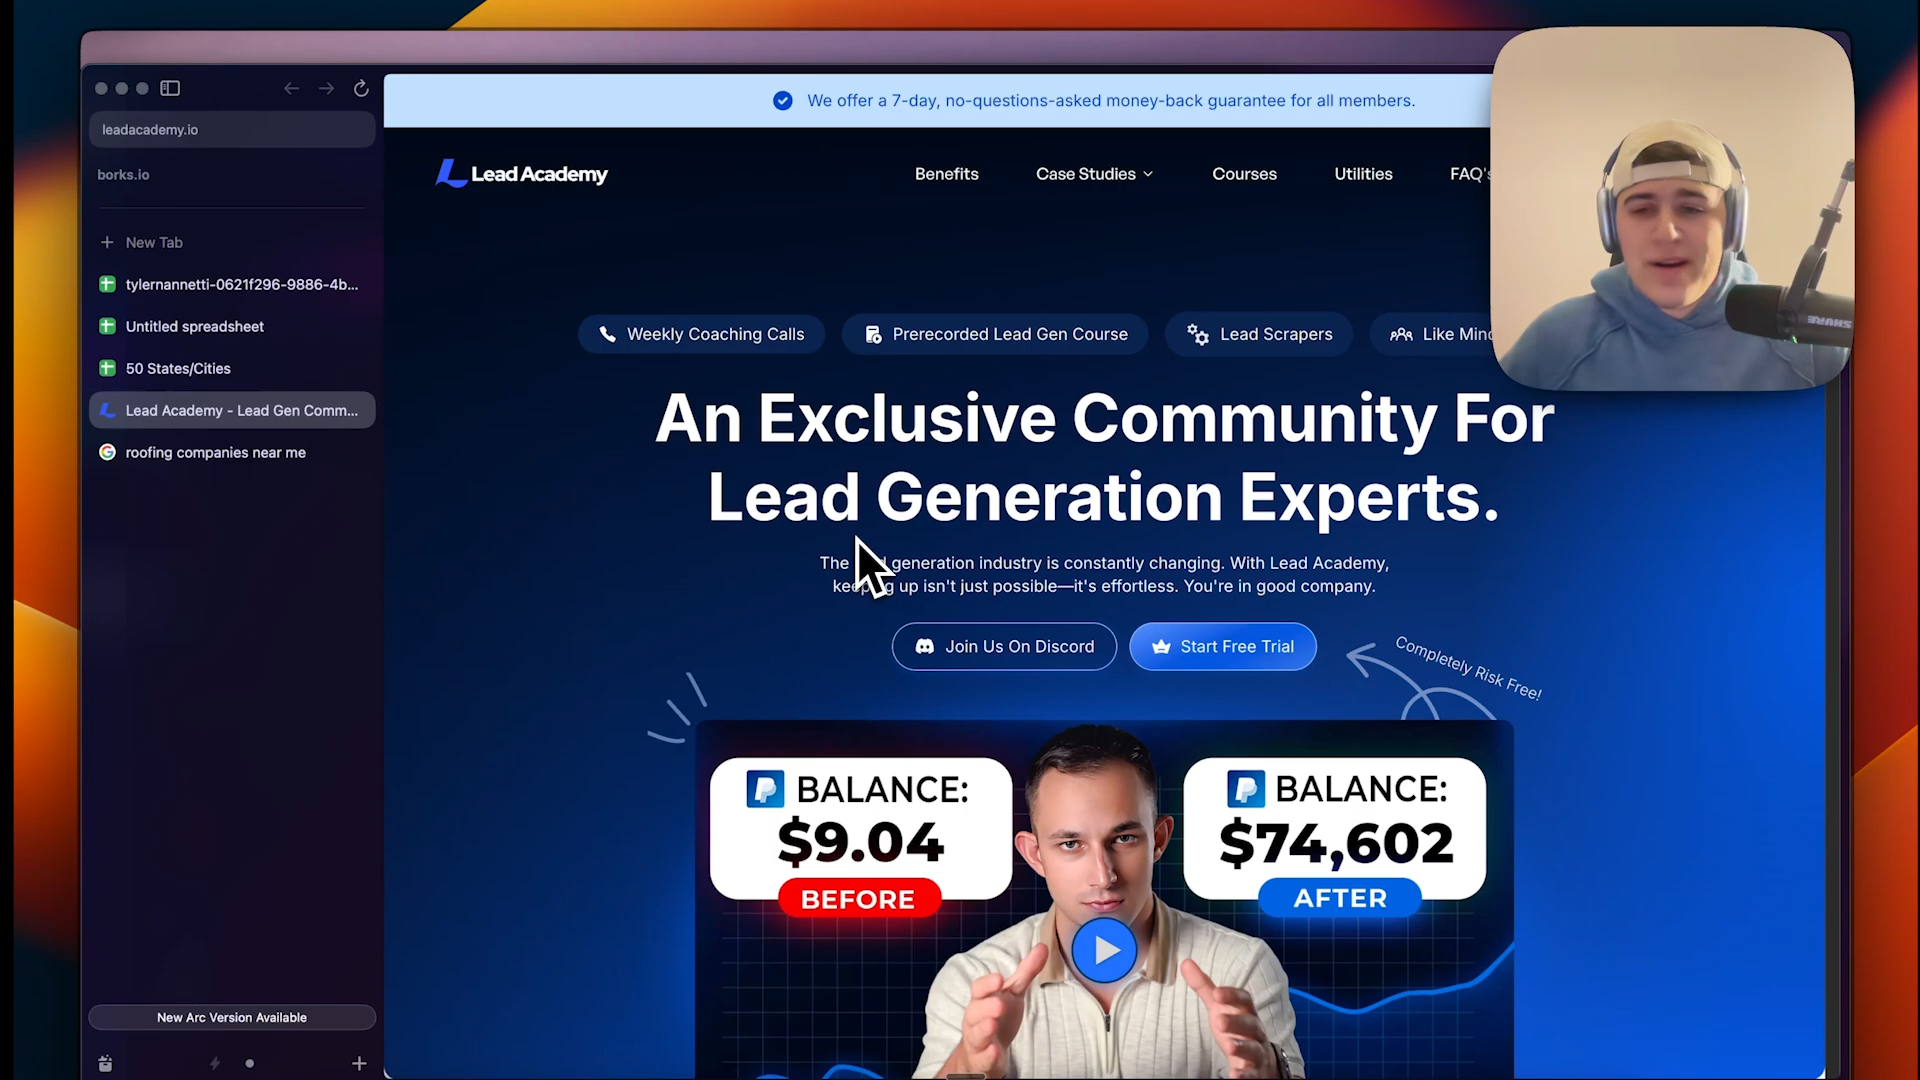 leadacademy.io
borks.io
New Tab
tylernannetti-0621f296-9886-4b...
Untitled spreadsheet
50 States/Cities
Lead Academy - Lead Gen Comm...
roofing companies near me
New Arc Version Available
We offer a 7-day, no-questions-asked money-back guarantee for all members.
Lead Academy
Benefits
Case Studies
Courses
Utilities
FAQ's
Weekly Coaching Calls
Prerecorded Lead Gen Course
Lead Scrapers
Like Mind
An Exclusive Community For
Lead Generation Experts.
The generation industry is constantly changing. With Lead Academy,
up isn't just possible—it's effortless. You're in good company.
Join Us On Discord
Start Free Trial
Completely Risk Free!
BALANCE:
$9.04
BEFORE
BALANCE:
$74,602
AFTER
SHURE